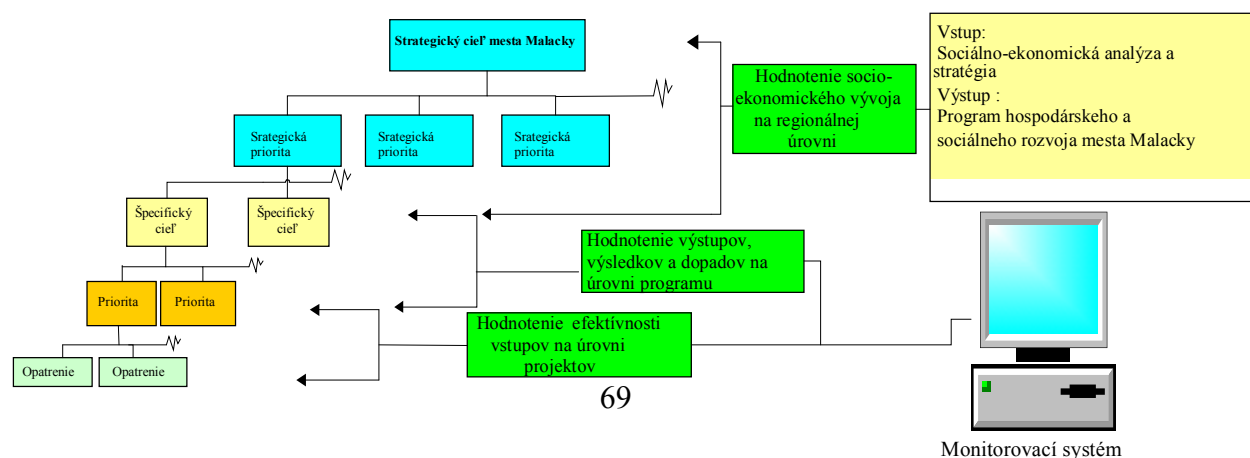 Strategický cieľ mesta Malacky
Srategická
priorita
Srategická
priorita
Srategická
priorita
Špecifický
cieľ
Špecifický
cieľ
Priorita
Priorita
Opatrenie
Opatrenie
Hodnotenie socio-
ekonomického vývoja
na regionálnej
úrovni
Vstup:
Sociálno-ekonomická analýza a
stratégia
Výstup :
Program hospodárskeho a
sociálneho rozvoja mesta Malacky
Hodnotenie výstupov,
výsledkov a dopadov na
úrovni programu
Hodnotenie efektívnosti
vstupov na úrovni
projektov
69
Monitorovací systém